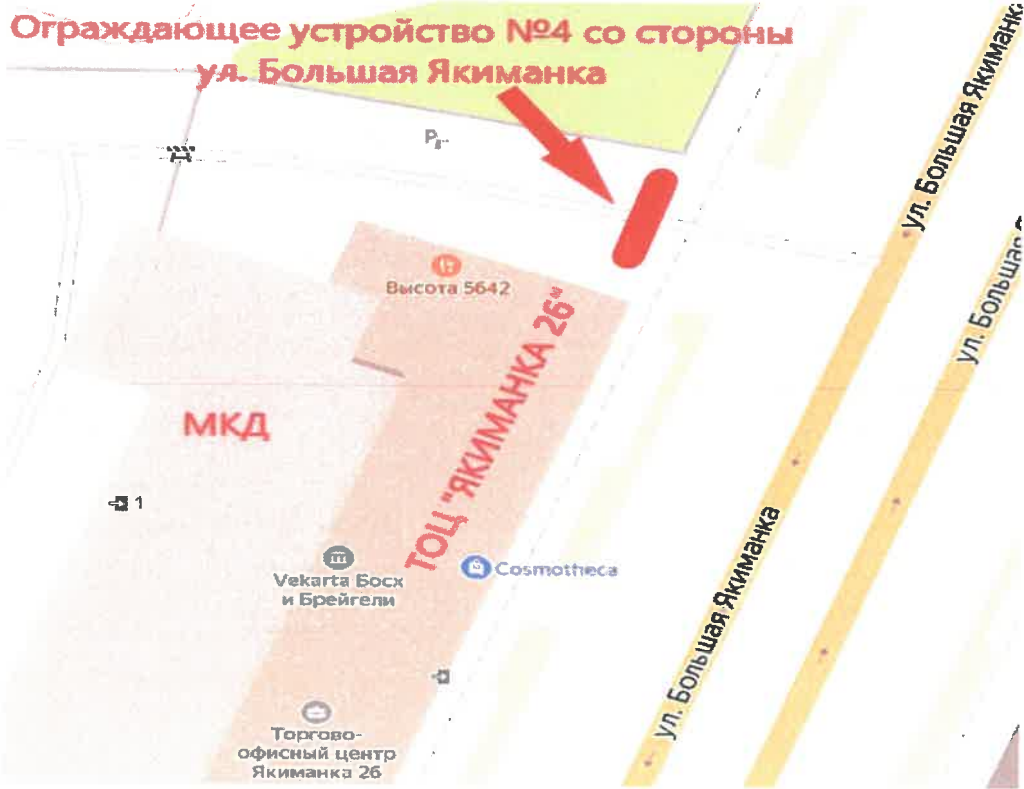 Ограждающее устройство №4 со стороны
ул. Большая Якиманка
P
ул. Большая Якиманка
ул. Большая
Высота 5642
ТОЦ "ЯКИМАНКА 26"
МКД
1
Vekarta Босх
и Брейгели
Cosmotheca
ул. Большая Якиманка
Торгово-
офисный центр
Якиманка 26